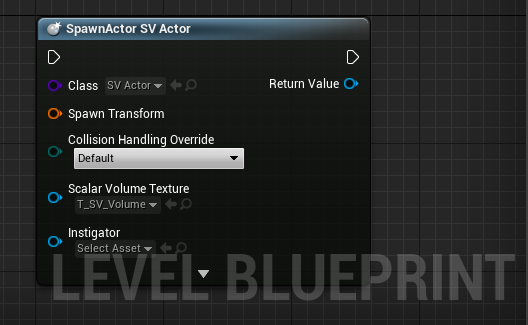 SpawnActor SV Actor
Class SV Actor
Return Value
Spawn Transform
Collision Handling Override
Default
Scalar Volume Texture
T_SV_Volume
Instigator
Select Asset
LEVEL BLUEPRINT